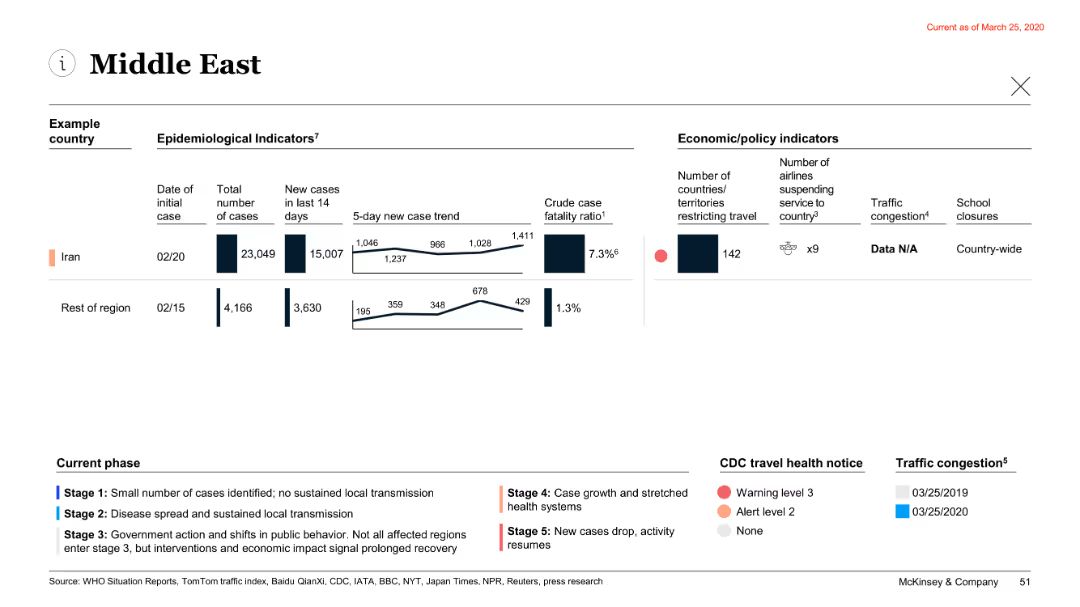 Current as of March 25, 2020
i
Middle East
Example
country
Epidemiological Indicators7
Economic/policy indicators
Date of
initial
case
Total
number
of cases
New cases
in last 14
days
5-day new case trend
Crude case
fatality ratio1
Number of
countries/
territories
restricting travel
Number of
airlines
suspending
service to
country3
Traffic
congestion4
School
closures
Iran
02/20
23,049
15,007
1,046
1,237
966
1,028
1,411
7.3%6
142
x9
Data N/A
Country-wide
Rest of region
02/15
4,166
3,630
195
359
348
678
429
1.3%
Current phase
Stage 1: Small number of cases identified; no sustained local transmission
Stage 2: Disease spread and sustained local transmission
Stage 3: Government action and shifts in public behavior. Not all affected regions
enter stage 3, but interventions and economic impact signal prolonged recovery
Stage 4: Case growth and stretched
health systems
Stage 5: New cases drop, activity
resumes
CDC travel health notice
Warning level 3
Alert level 2
None
Traffic congestion5
03/25/2019
03/25/2020
Source: WHO Situation Reports, TomTom traffic index, Baidu QianXi, CDC, IATA, BBC, NYT, Japan Times, NPR, Reuters, press research
McKinsey & Company 51